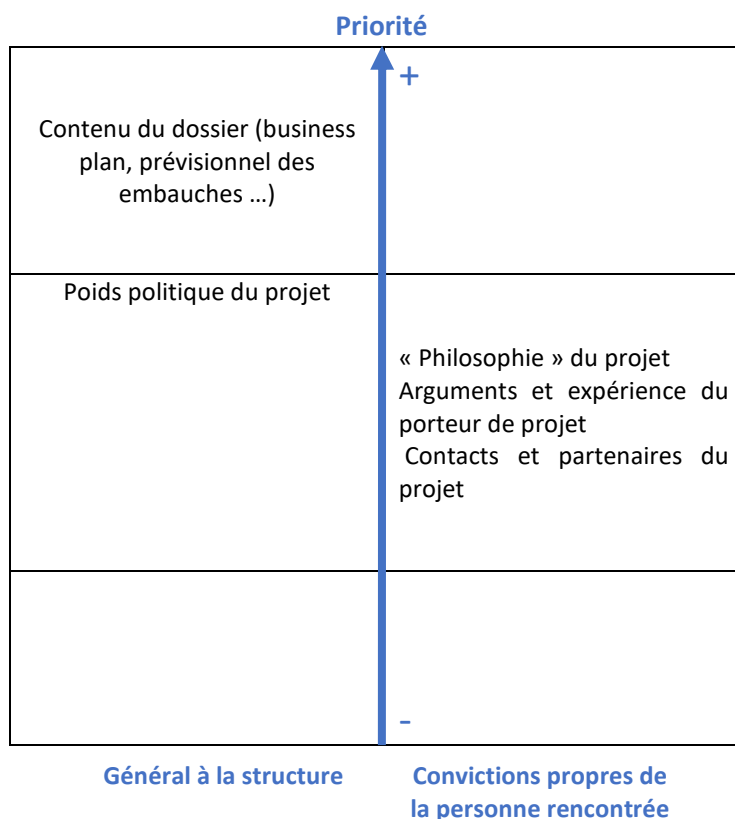 Priorité
+
Contenu du dossier (business
plan, prévisionnel des
embauches ...)
Poids politique du projet
« Philosophie » du projet
Arguments et expérience du
porteur de projet
Contacts et partenaires du
projet
-
Général à la structure
Convictions propres de
la personne rencontrée